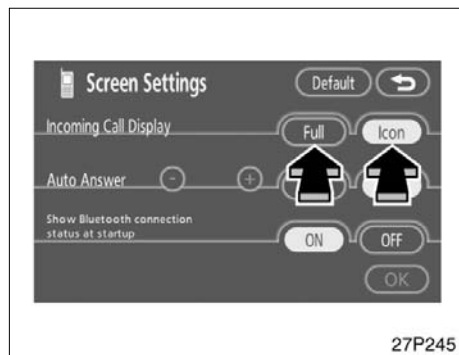 Screen Settings
Default
Incoming Call Display
Full
Icon
Auto Answer
-
+
Show Bluetooth connection
status at startup
ON
OFF
OK
27P245